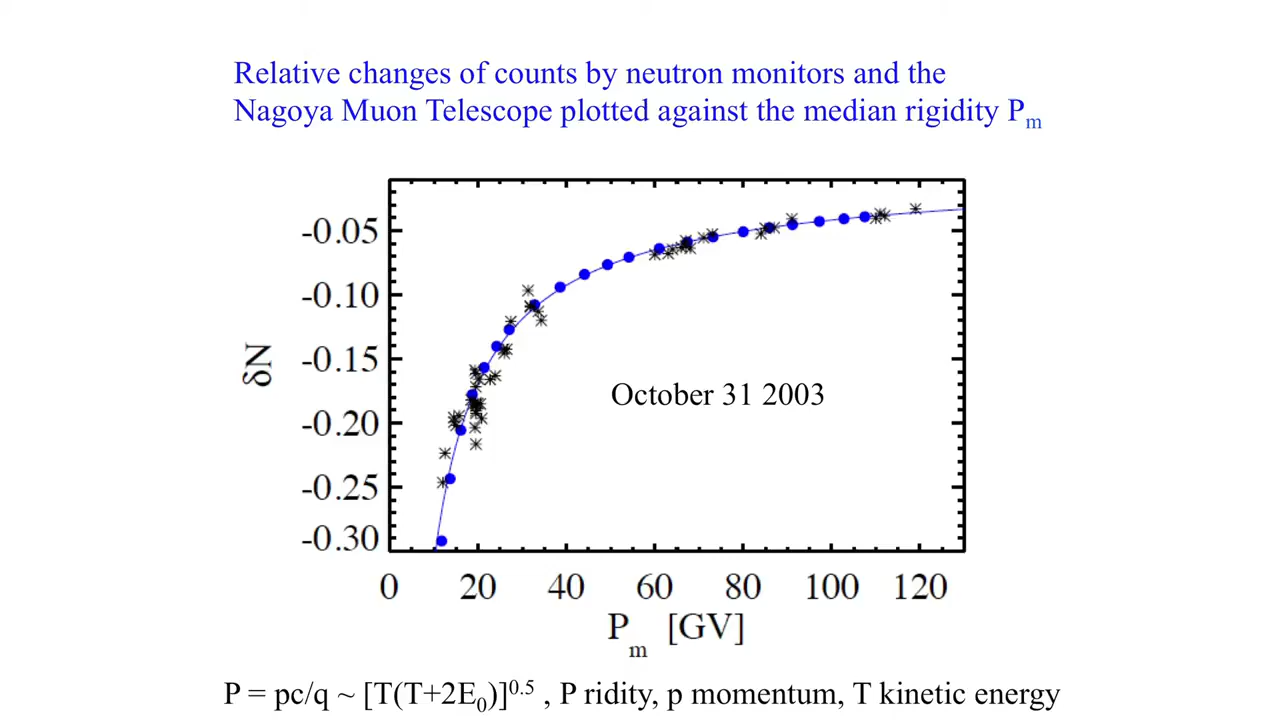 Relative changes of counts by neutron monitors and the
Nagoya Muon Telescope plotted against the median rigidity Pₘ
-0.05
-0.10
-0.15
-0.20
-0.25
-0.30
δN
October 31 2003
0 20 40 60 80 100 120
Pₘ [GV]
P = pc/q ~ [T(T+2E₀)]⁰·⁵ , P ridity, p momentum, T kinetic energy